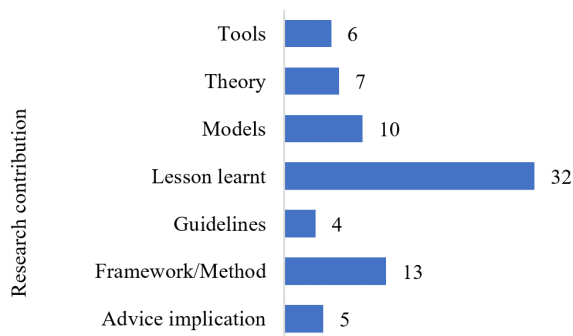 Research contribution
Tools 6
Theory 7
Models 10
Lesson learnt 32
Guidelines 4
Framework/Method 13
Advice implication 5